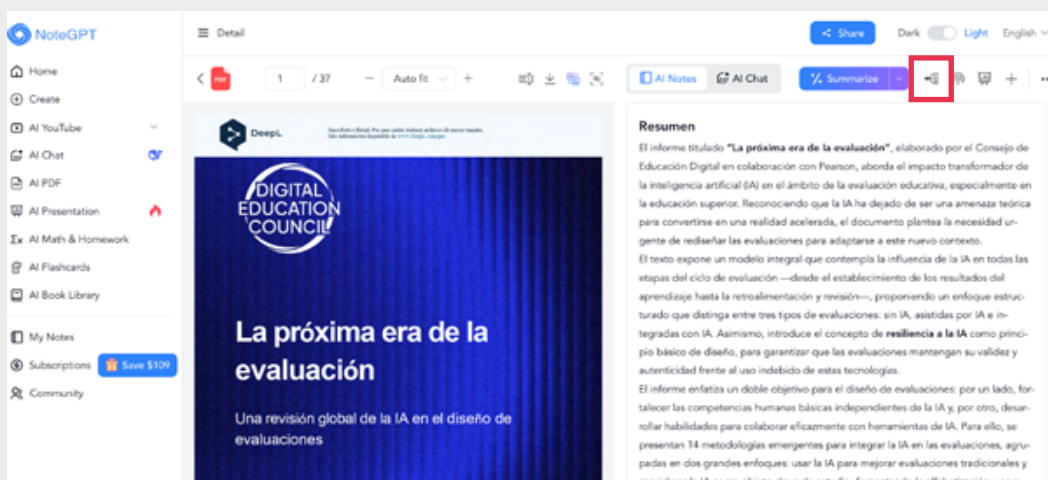 NoteGPT
Detail
Share
Dark
Light
English
Home
Create
AI YouTube
AI Chat
AI PDF
AI Presentation
AI Math & Homework
AI Flashcards
AI Book Library
My Notes
Subscriptions
Save $109
Community
PDF
1 / 37
Auto fit
AI Notes
AI Chat
Summarize
DeepL
DIGITAL
EDUCATION
COUNCIL
La próxima era de la
evaluación
Una revisión global de la IA en el diseño de
evaluaciones
Resumen
El informe titulado "La próxima era de la evaluación", elaborado por el Consejo de
Educación Digital en colaboración con Pearson, aborda el impacto transformador de
la inteligencia artificial (IA) en el ámbito de la evaluación educativa, especialmente en
la educación superior. Reconociendo que la IA ha dejado de ser una amenaza teórica
para convertirse en una realidad acelerada, el documento plantea la necesidad ur-
gente de rediseñar las evaluaciones para adaptarse a este nuevo contexto.
El texto expone un modelo integral que contempla la influencia de la IA en todas las
etapas del ciclo de evaluación —desde el establecimiento de los resultados del
aprendizaje hasta la retroalimentación y revisión—, proponiendo un enfoque estruc-
turado que distinga entre tres tipos de evaluaciones: sin IA, asistidas por IA e in-
tegradas con IA. Asimismo, introduce el concepto de resiliencia a la IA como princi-
pio básico de diseño, para garantizar que las evaluaciones mantengan su validez y
autenticidad frente al uso indebido de estas tecnologías.
El informe enfatiza un doble objetivo para el diseño de evaluaciones: por un lado, for-
talecer las competencias humanas básicas independientes de la IA y, por otro, desar-
rollar habilidades para colaborar eficazmente con herramientas de IA. Para ello, se
presentan 14 metodologías emergentes para integrar la IA en las evaluaciones, agru-
padas en dos grandes enfoques: usar la IA para mejorar evaluaciones tradicionales y